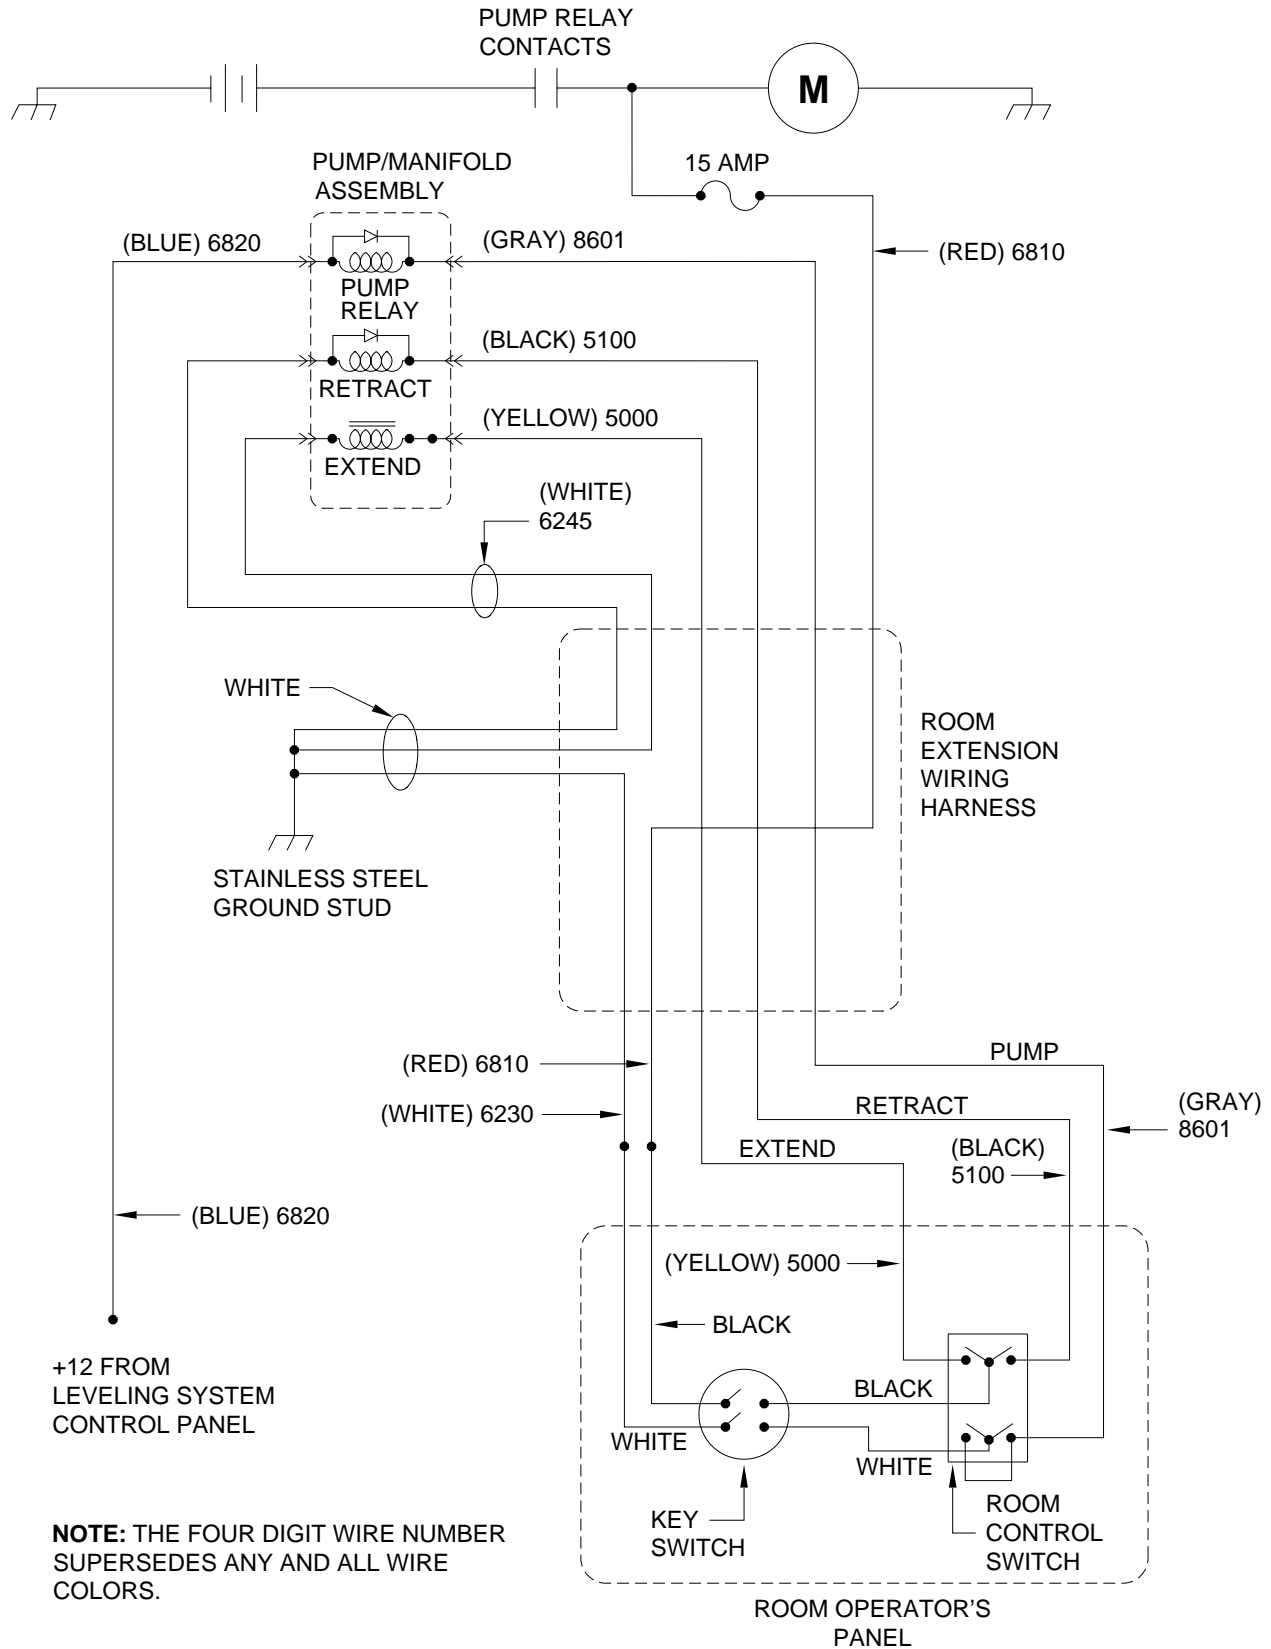 PUMP RELAY
CONTACTS
M
PUMP/MANIFOLD
ASSEMBLY
15 AMP
(BLUE) 6820
(GRAY) 8601
(RED) 6810
PUMP
RELAY
(BLACK) 5100
RETRACT
(YELLOW) 5000
EXTEND
(WHITE)
6245
WHITE
ROOM
EXTENSION
WIRING
HARNESS
STAINLESS STEEL
GROUND STUD
(RED) 6810
PUMP
(WHITE) 6230
RETRACT
(GRAY)
8601
EXTEND
(BLACK)
5100
(BLUE) 6820
(YELLOW) 5000
BLACK
+12 FROM
LEVELING SYSTEM
CONTROL PANEL
BLACK
WHITE
WHITE
KEY
SWITCH
ROOM
CONTROL
SWITCH
NOTE: THE FOUR DIGIT WIRE NUMBER
SUPERSEDES ANY AND ALL WIRE
COLORS.
ROOM OPERATOR'S
PANEL